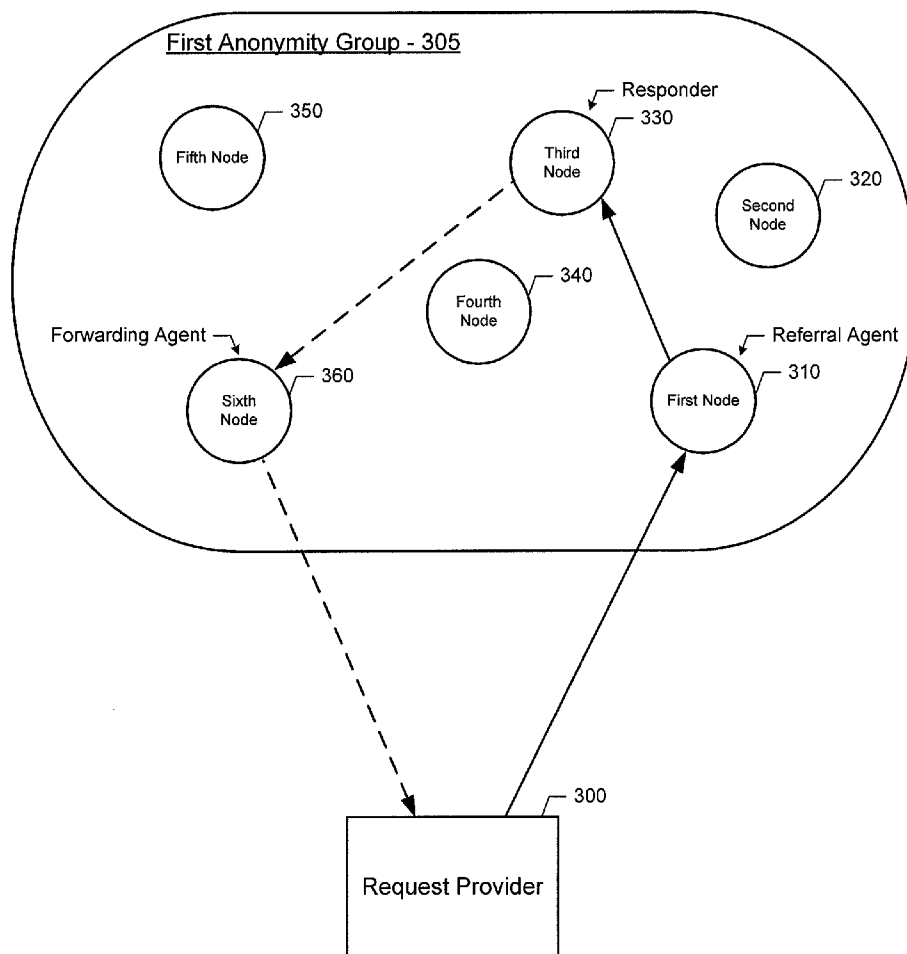 First Anonymity Group - 305
350
Fifth Node
Responder
330
Third
Node
320
Second
Node
340
Fourth
Node
Forwarding Agent
360
Sixth
Node
Referral Agent
310
First Node
300
Request Provider